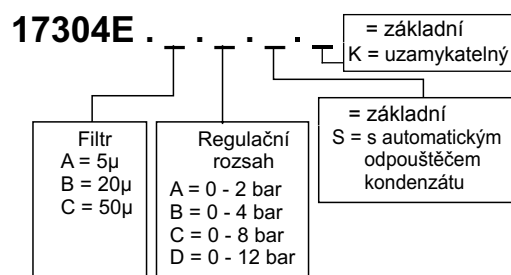 17304E . _ . _ . _ . _
= základní
K = uzamykatelný
Filtr
A = 5µ
B = 20µ
C = 50µ
Regulační
rozsah
A = 0 - 2 bar
B = 0 - 4 bar
C = 0 - 8 bar
D = 0 - 12 bar
= základní
S = s automatickým
odpouštěčem
kondenzátu